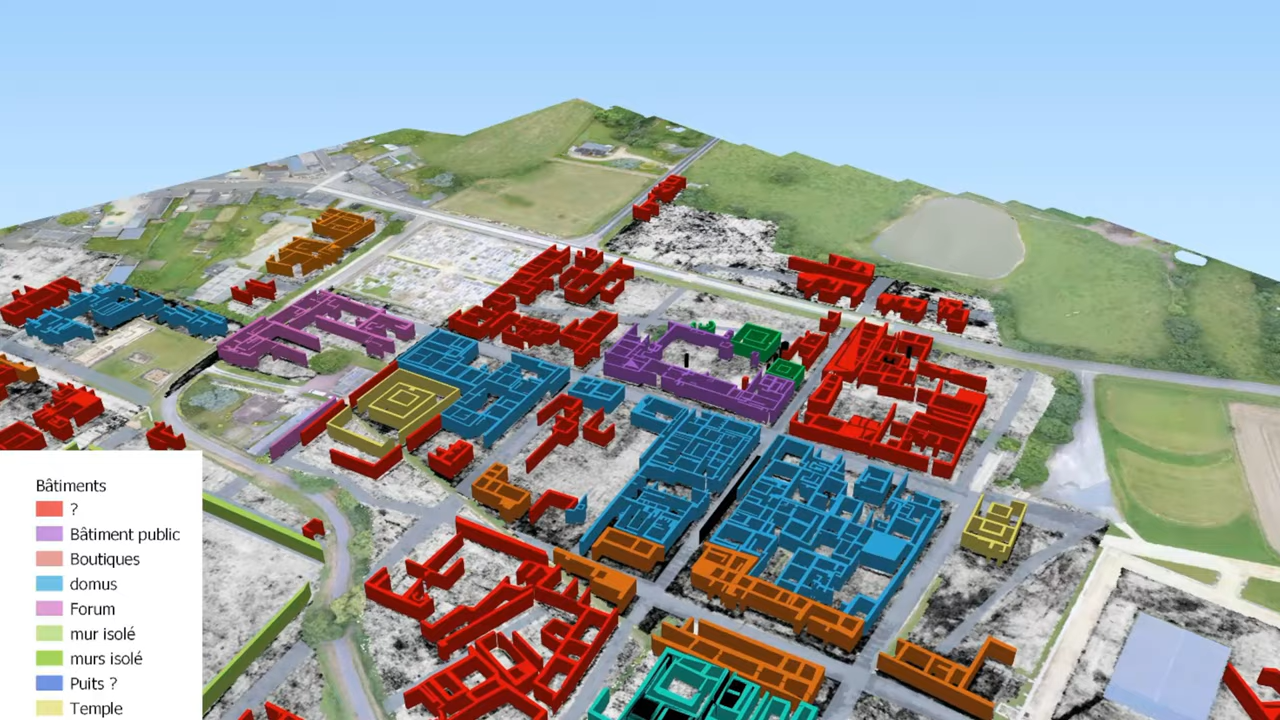 Bâtiments
?
Bâtiment public
Boutiques
domus
Forum
mur isolé
murs isolé
Puits ?
Temple